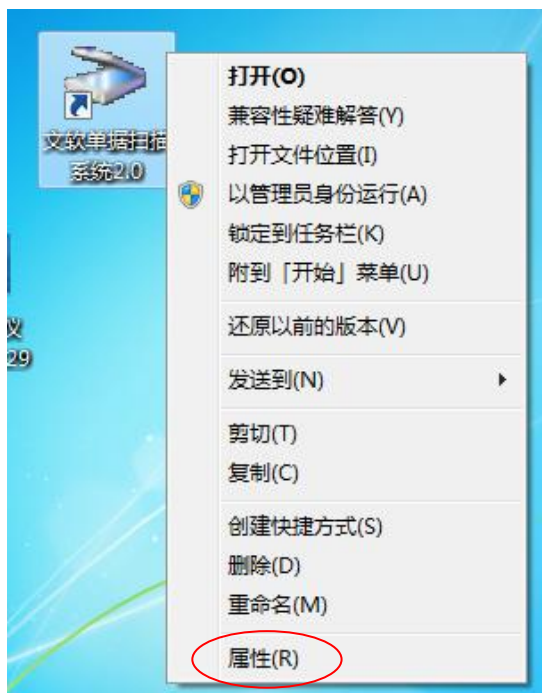 文软单据扫描
系统2.0
打开(O)
兼容性疑难解答(Y)
打开文件位置(I)
以管理员身份运行(A)
锁定到任务栏(K)
附到「开始」菜单(U)
还原以前的版本(V)
发送到(N)
剪切(T)
复制(C)
创建快捷方式(S)
删除(D)
重命名(M)
属性(R)
议
29